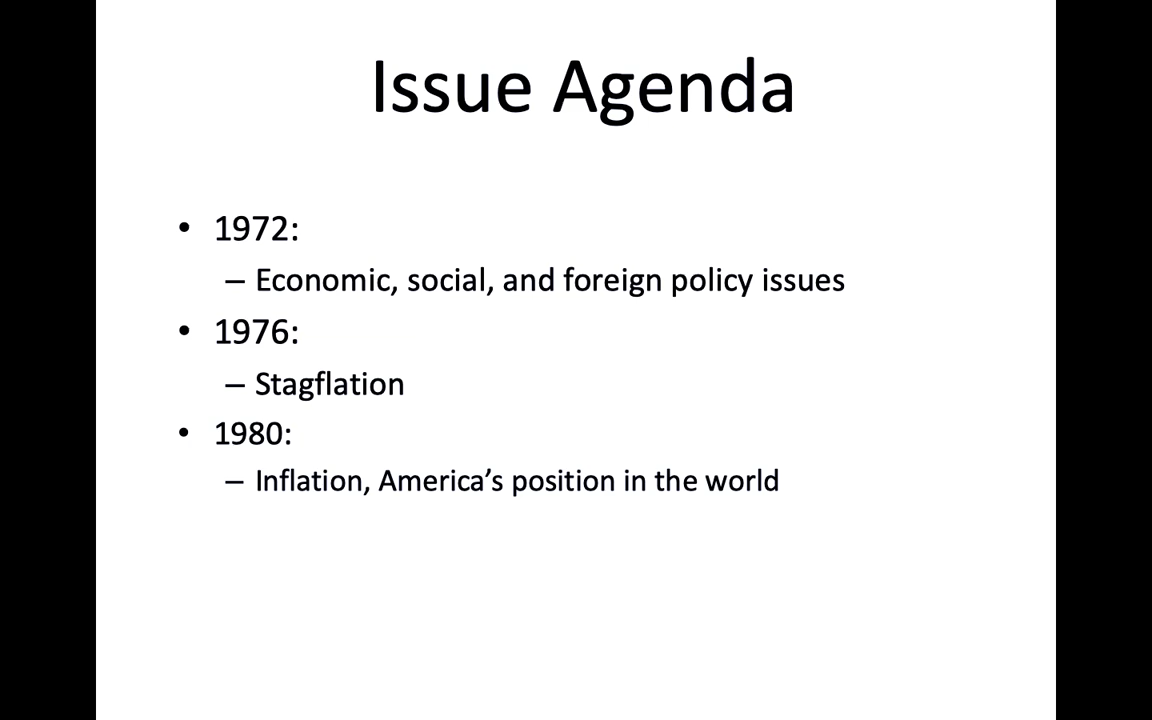 Issue Agenda
• 1972:
– Economic, social, and foreign policy issues
• 1976:
– Stagflation
• 1980:
– Inflation, America’s position in the world